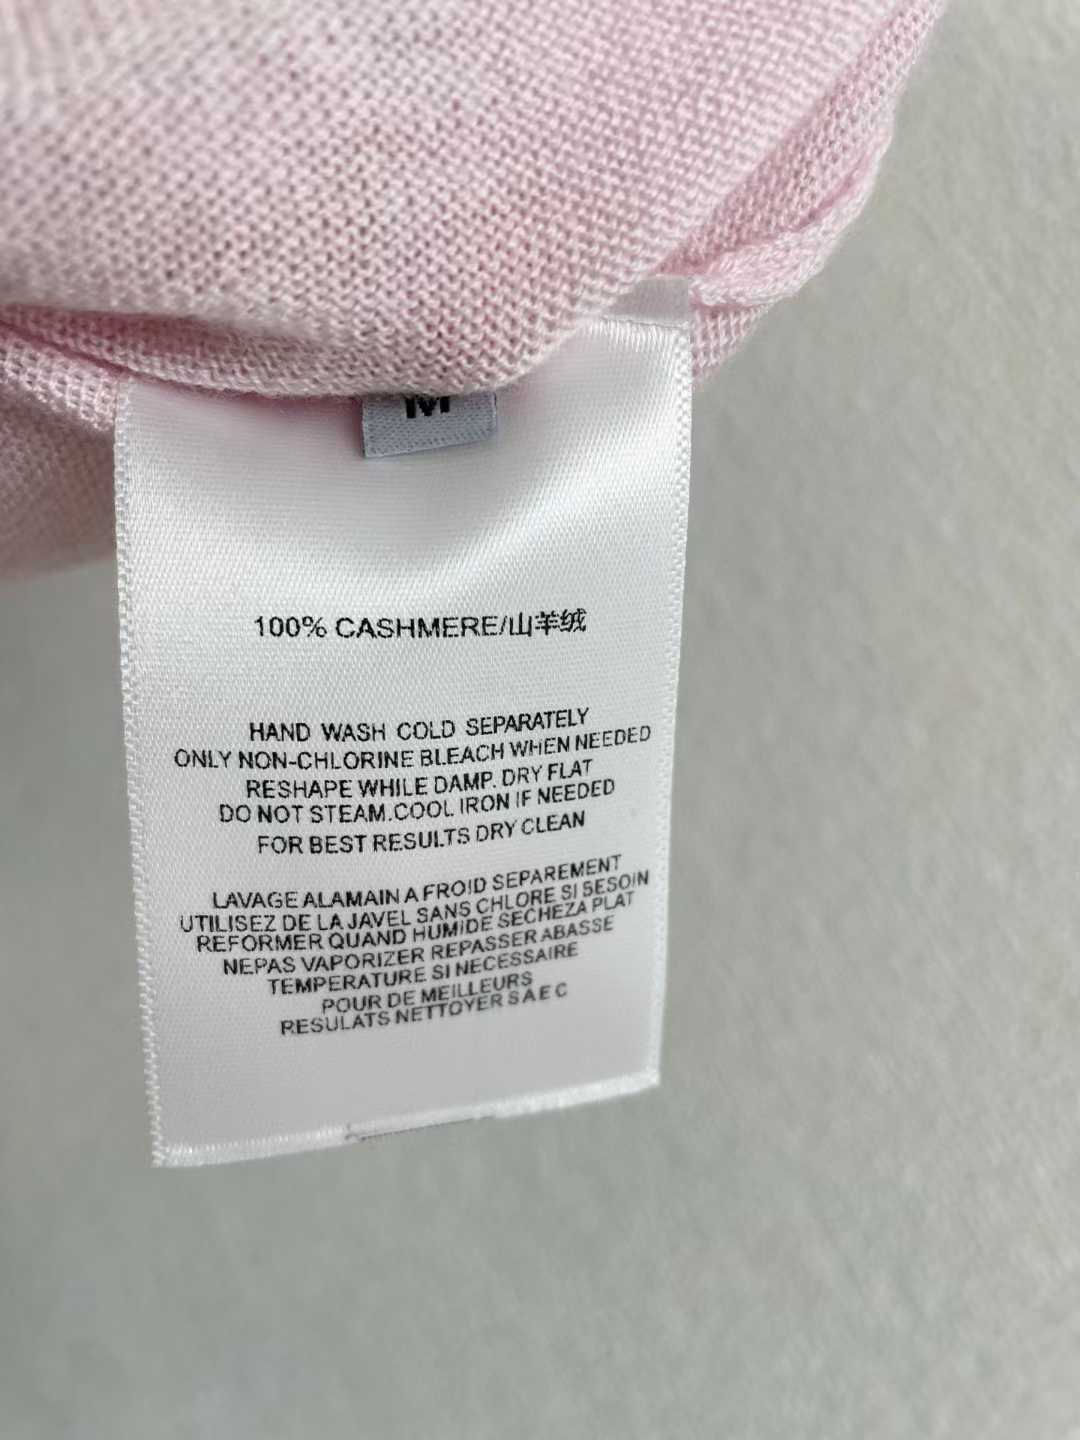 M
100% CASHMERE/山羊绒
HAND WASH COLD SEPARATELY
ONLY NON-CHLORINE BLEACH WHEN NEEDED
RESHAPE WHILE DAMP. DRY FLAT
DO NOT STEAM.COOL IRON IF NEEDED
FOR BEST RESULTS DRY CLEAN
LAVAGE ALAMAIN A FROID SEPAREMENT
UTILISEZ DE LA JAVEL SANS CHLORE SI SESOIN
REFORMER QUAND HUMIDE SECHEZA PLAT
NEPAS VAPORIZER REPASSER ABASSE
TEMPERATURE SI NECESSAIRE
POUR DE MEILLEURS
RESULATS NETTOYER S A E C